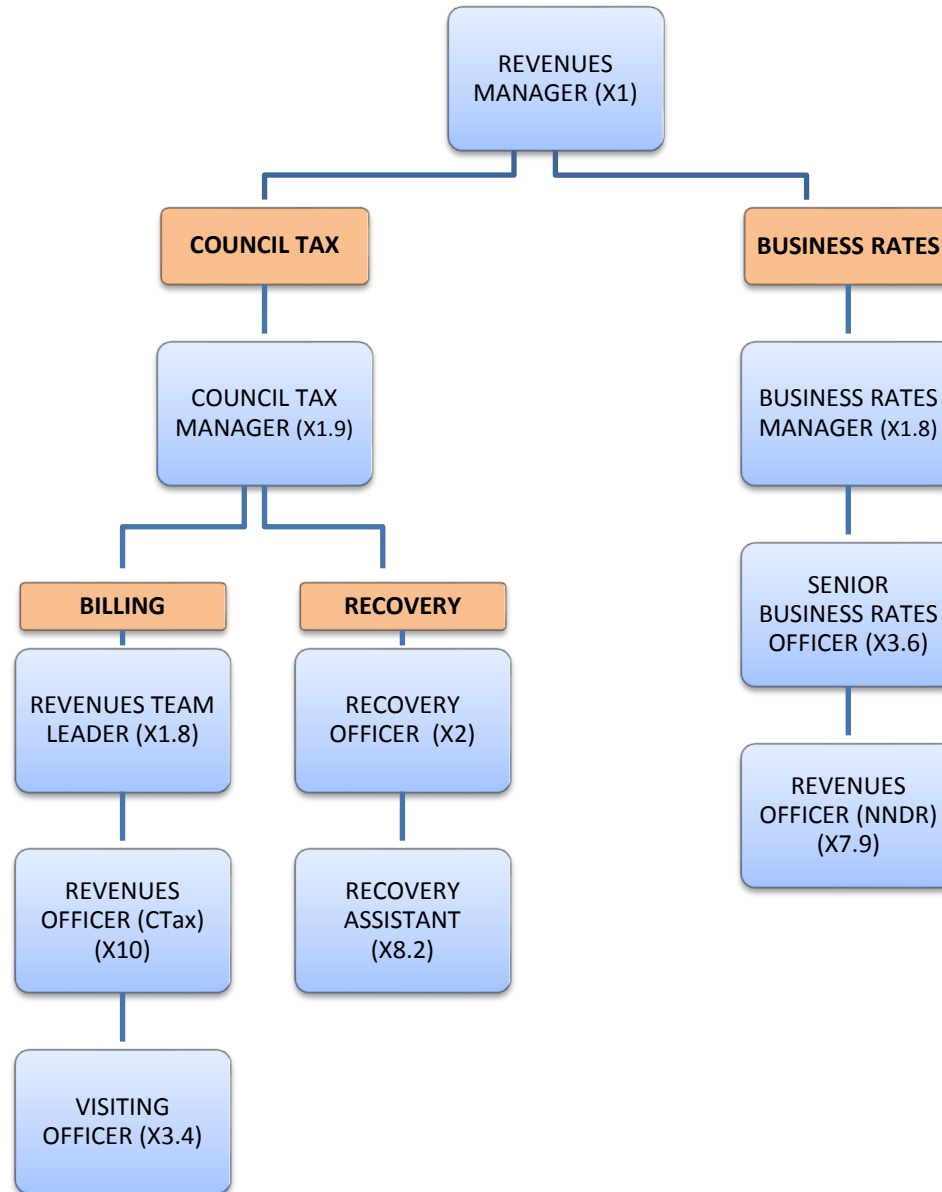 REVENUES
MANAGER (X1)
COUNCIL TAX
BUSINESS RATES
COUNCIL TAX
MANAGER (X1.9)
BUSINESS RATES
MANAGER (X1.8)
BILLING
RECOVERY
SENIOR
BUSINESS RATES
OFFICER (X3.6)
REVENUES TEAM
LEADER (X1.8)
RECOVERY
OFFICER (X2)
REVENUES
OFFICER (NNDR)
(X7.9)
REVENUES
OFFICER (CTax)
(X10)
RECOVERY
ASSISTANT
(X8.2)
VISITING
OFFICER (X3.4)